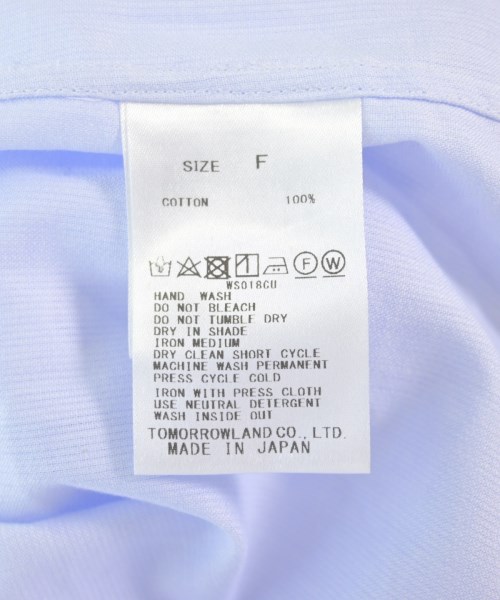 SIZE F
COTTON 100%
F W
WS018CU
HAND WASH
DO NOT BLEACH
DO NOT TUMBLE DRY
DRY IN SHADE
IRON MEDIUM
DRY CLEAN SHORT CYCLE
MACHINE WASH PERMANENT
PRESS CYCLE COLD
IRON WITH PRESS CLOTH
USE NEUTRAL DETERGENT
WASH INSIDE OUT
TOMORROWLAND CO., LTD.
MADE IN JAPAN